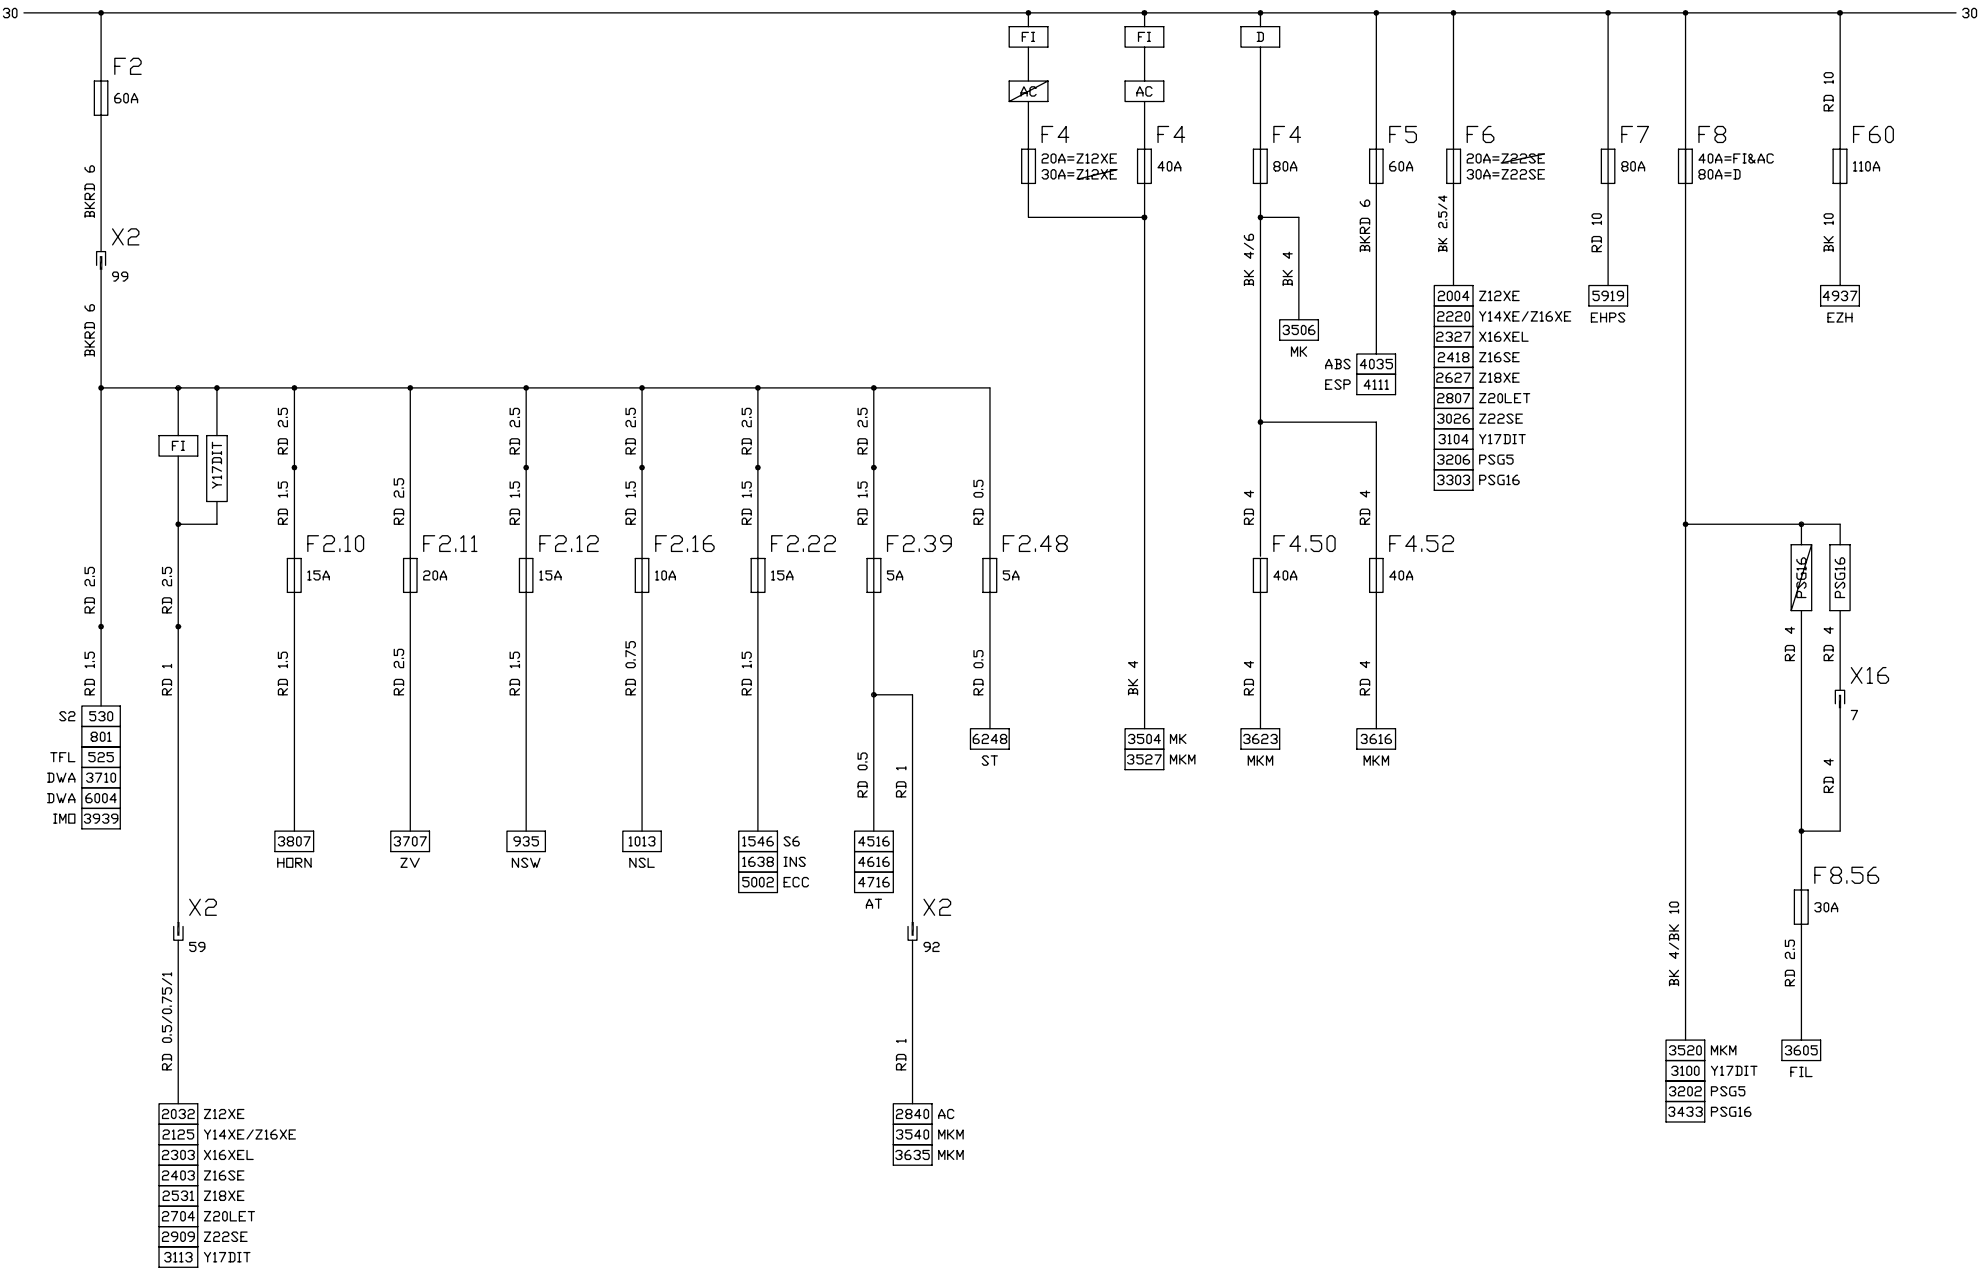 30
30
FI
FI
D
F2
60A
AC
AC
RD 10
F4
20A=Z12XE
30A=Z12XE
F4
40A
F4
80A
F5
60A
F6
20A=Z22SE
30A=Z22SE
F7
80A
F8
40A=FI&AC
80A=D
F60
110A
BKRD 6
X2
99
BKRD 6
BK 4/6
BK 4
BKRD 6
BK 2.5/4
RD 10
BK 10
3506
MK
ABS 4035
ESP 4111
2004 Z12XE
2220 Y14XE/Z16XE
2327 X16XEL
2418 Z16SE
2627 Z18XE
2807 Z20LET
3026 Z22SE
3104 Y17DIT
3206 PSG5
3303 PSG16
5919
EHPS
4937
EZH
FI
Y17DIT
RD 2.5
RD 2.5
RD 2.5
RD 2.5
RD 2.5
RD 1.5
RD 2.5
RD 1.5
RD 1.5
RD 1.5
RD 1.5
RD 0.5
RD 4
RD 4
F2.10
15A
F2.11
20A
F2.12
15A
F2.16
10A
F2.22
15A
F2.39
5A
F2.48
5A
F4.50
40A
F4.52
40A
PSG16
PSG16
RD 2.5
RD 2.5
RD 1.5
RD 1
RD 1.5
RD 2.5
RD 1.5
RD 0.75
RD 1.5
RD 0.5
BK 4
RD 4
RD 4
RD 4
RD 4
X16
7
RD 4
S2 530
801
TFL 525
DWA 3710
DWA 6004
IMO 3939
RD 0.5
RD 1
6248
ST
3504 MK
3527 MKM
3623
MKM
3616
MKM
3807
HORN
3707
ZV
935
NSW
1013
NSL
1546 S6
1638 INS
5002 ECC
4516
4616
4716
AT
F8.56
30A
X2
59
X2
92
BK 4/BK 10
RD 2.5
RD 0.5/0.75/1
RD 1
3520 MKM
3100 Y17DIT
3202 PSG5
3433 PSG16
3605
FIL
2032 Z12XE
2125 Y14XE/Z16XE
2303 X16XEL
2403 Z16SE
2531 Z18XE
2704 Z20LET
2909 Z22SE
3113 Y17DIT
2840 AC
3540 MKM
3635 MKM